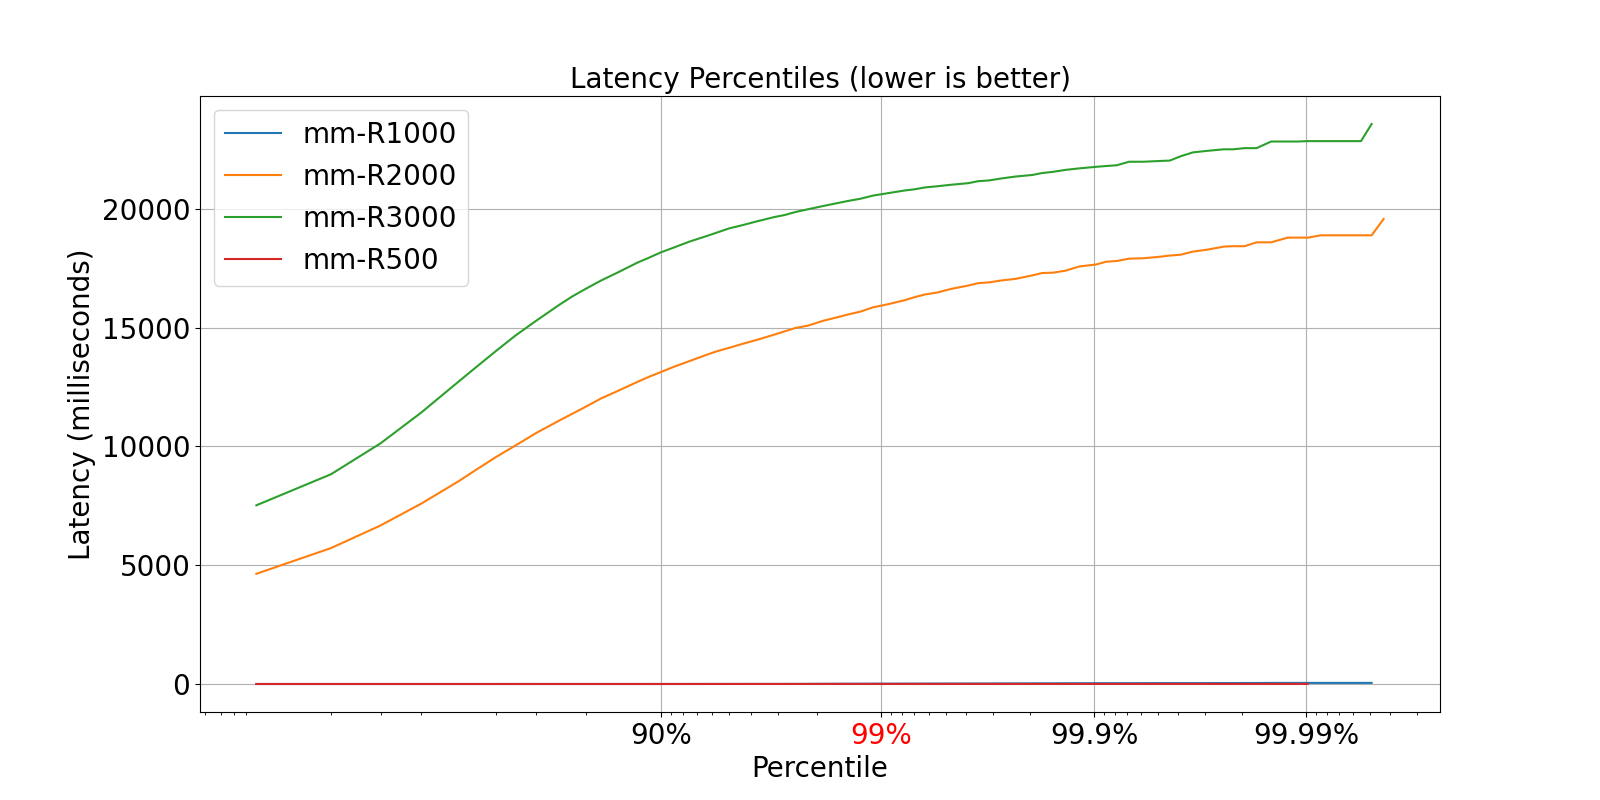 Latency Percentiles (lower is better)
mm-R1000
mm-R2000
mm-R3000
mm-R500
Latency (milliseconds)
20000
15000
10000
5000
0
90%
99%
99.9%
99.99%
Percentile